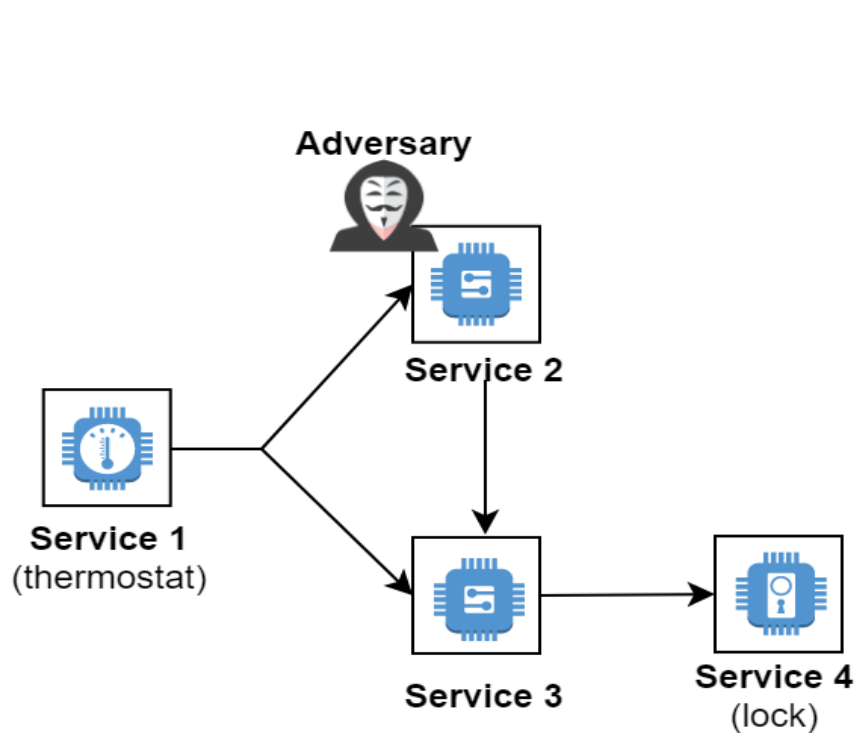 Adversary
Service 2
Service 1
(thermostat)
Service 3
Service 4
(lock)